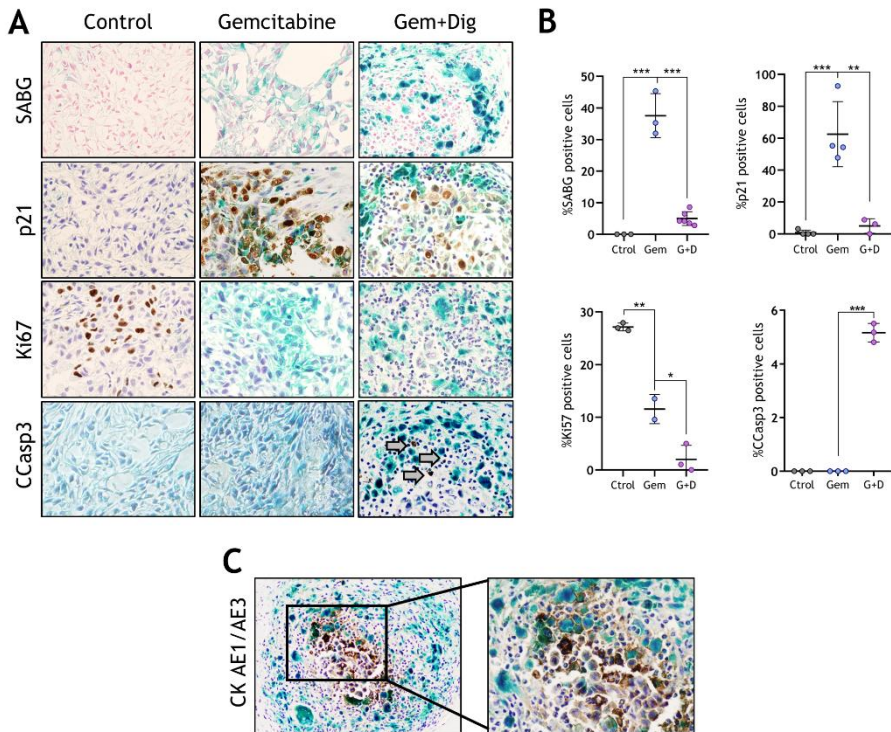 A
Control
Gemcitabine
Gem+Dig
SABG
p21
Ki67
CCasp3
B
%SABG positive cells
50
40
30
20
10
0
***
***
Ctrol
Gem
G+D
%p21 positive cells
100
80
60
40
20
0
***
**
Ctrol
Gem
G+D
%Ki57 positive cells
30
20
10
0
**
*
Ctrol
Gem
G+D
%CCasp3 positive cells
6
4
2
0
***
Ctrol
Gem
G+D
C
CK AE1/AE3